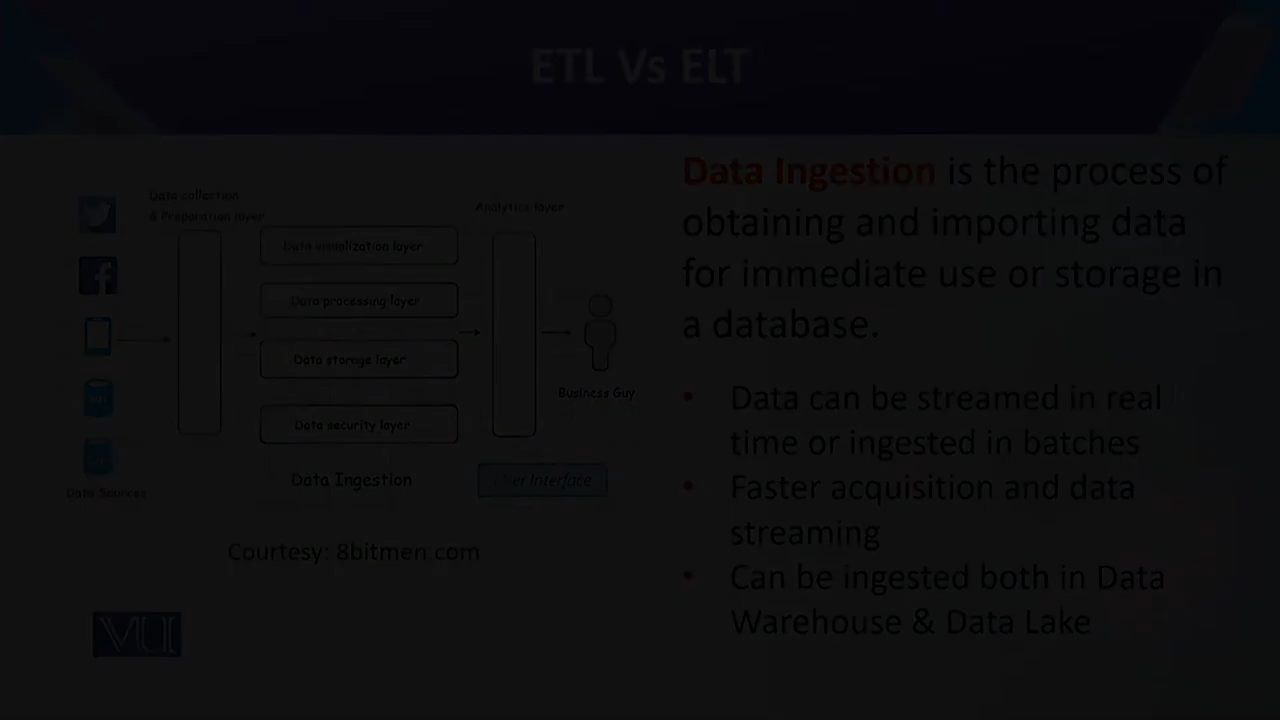 ETL Vs ELT
Data collection
& Preparation layer
Analytics layer
Data visualization layer
Data processing layer
Data storage layer
Data security layer
Business Guy
Data Sources
Data Ingestion
User Interface
Courtesy: 8bitmen.com
Data Ingestion is the process of
obtaining and importing data
for immediate use or storage in
a database.
• Data can be streamed in real
time or ingested in batches
• Faster acquisition and data
streaming
• Can be ingested both in Data
Warehouse & Data Lake
VU